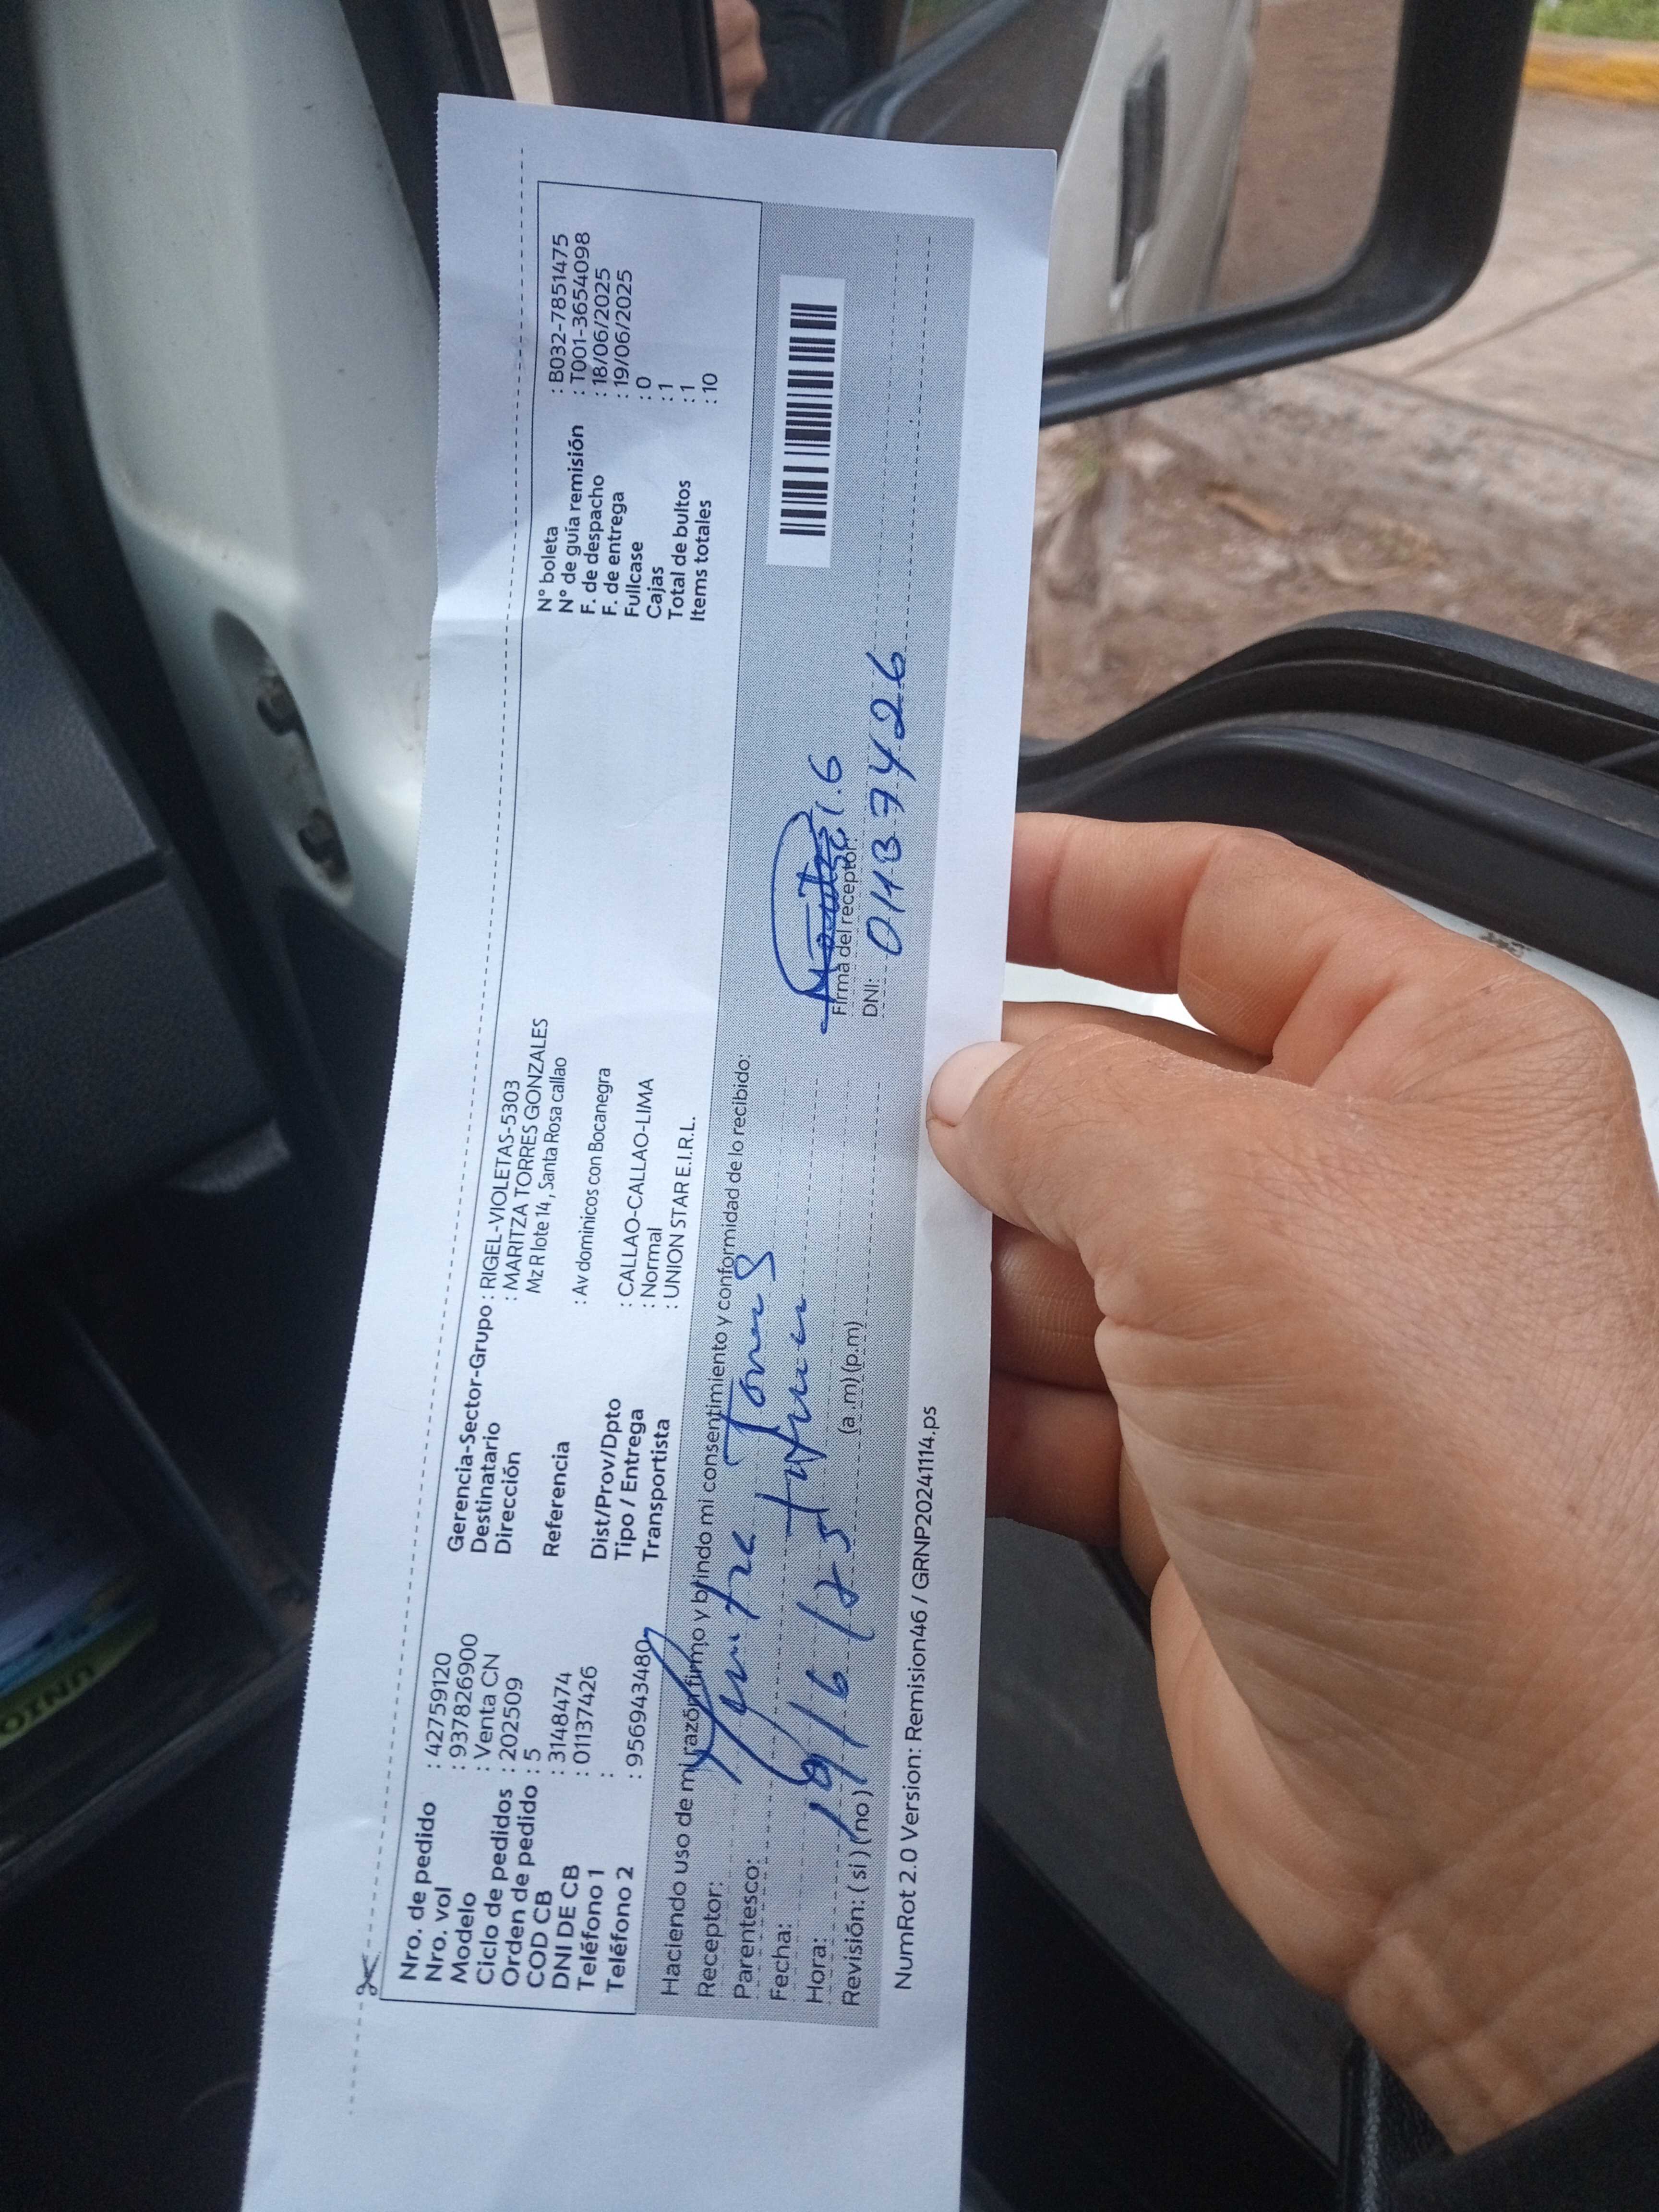 Nro. de pedido : 42759120
Nro. vol : 937826900
Modelo : Venta CN
Ciclo de pedidos : 202509
Orden de pedido : 5
COD CB : 3148474
DNI DE CB : 01137426
Teléfono 1 :
Teléfono 2 : 956943480
Gerencia-Sector-Grupo : RIGEL-VIOLETAS-5303
Destinatario : MARITZA TORRES GONZALES
Dirección Mz R lote 14, Santa Rosa callao
Referencia : Av dominicos con Bocanegra
Dist/Prov/Dpto : CALLAO-CALLAO-LIMA
Tipo / Entrega : Normal
Transportista : UNION STAR E.I.R.L.
N° boleta : B032-7851475
N° de guía remisión : T001-3654098
F. de despacho : 18/06/2025
F. de entrega : 19/06/2025
Fullcase : 0
Cajas : 1
Total de bultos : 1
Items totales : 10
Haciendo uso de mi razón firmo y brindo mi consentimiento y conformidad de lo recibido:
Receptor:
Parentesco:
Fecha: 19/6/25
Hora: (a .m) (p.m)
Revisión: ( si ) ( no )
Firma del receptor:
DNI: 01137426
NumRot 2.0 Version: Remision46 / GRNP20241114.ps